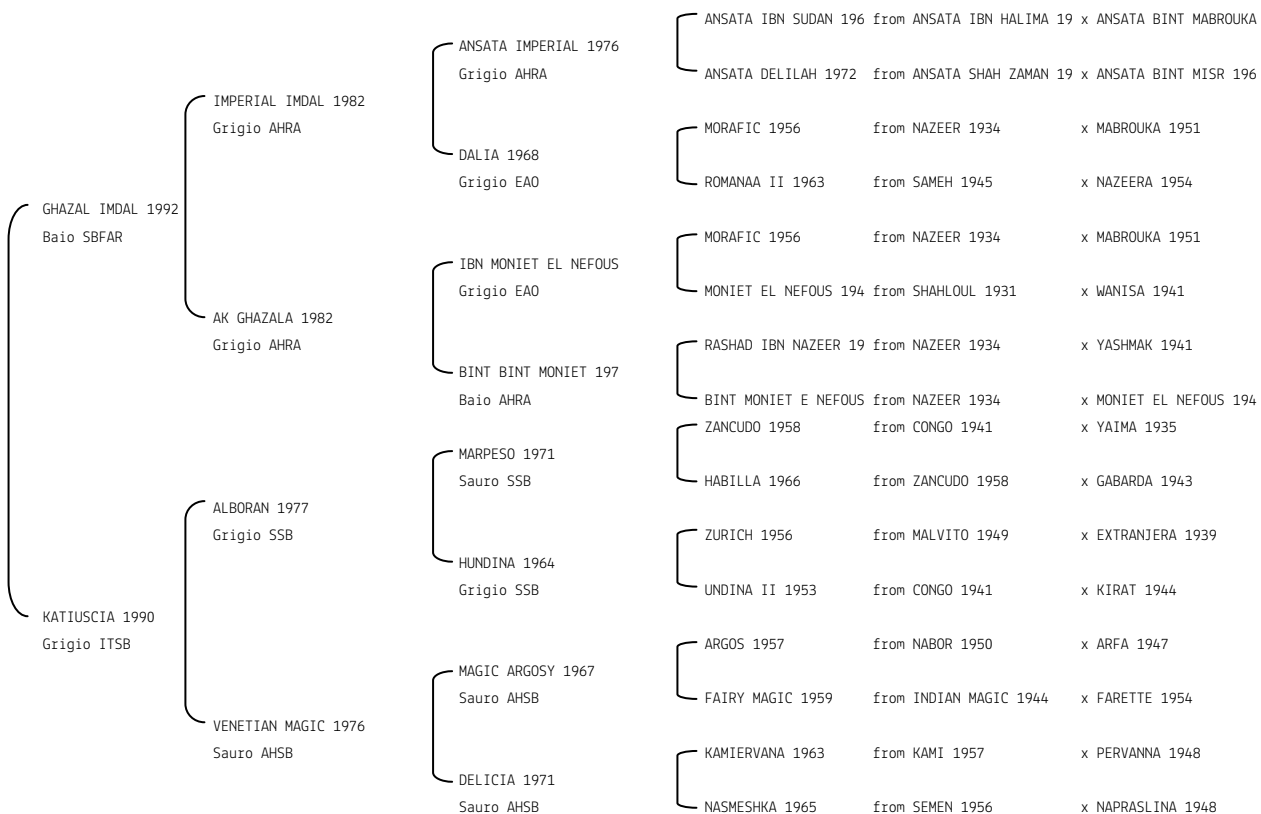 ANSATA IBN SUDAN 196 from ANSATA IBN HALIMA 19 x ANSATA BINT MABROUKA
ANSATA IMPERIAL 1976
Grigio AHRA
ANSATA DELILAH 1972 from ANSATA SHAH ZAMAN 19 x ANSATA BINT MISR 196
IMPERIAL IMDAL 1982
Grigio AHRA
MORAFIC 1956 from NAZEER 1934 x MABROUKA 1951
DALIA 1968
Grigio EAO
ROMANAA II 1963 from SAMEH 1945 x NAZEERA 1954
GHAZAL IMDAL 1992
Baio SBFAR
MORAFIC 1956 from NAZEER 1934 x MABROUKA 1951
IBN MONIET EL NEFOUS
Grigio EAO
MONIET EL NEFOUS 194 from SHAHLOUL 1931 x WANISA 1941
AK GHAZALA 1982
Grigio AHRA
RASHAD IBN NAZEER 19 from NAZEER 1934 x YASHMAK 1941
BINT BINT MONIET 197
Baio AHRA
BINT MONIET E NEFOUS from NAZEER 1934 x MONIET EL NEFOUS 194
ZANCUDO 1958 from CONGO 1941 x YAIMA 1935
MARPESO 1971
Sauro SSB
HABILLA 1966 from ZANCUDO 1958 x GABARDA 1943
ALBORAN 1977
Grigio SSB
ZURICH 1956 from MALVITO 1949 x EXTRANJERA 1939
HUNDINA 1964
Grigio SSB
UNDINA II 1953 from CONGO 1941 x KIRAT 1944
KATIUSCIA 1990
Grigio ITSB
ARGOS 1957 from NABOR 1950 x ARFA 1947
MAGIC ARGOSY 1967
Sauro AHSB
FAIRY MAGIC 1959 from INDIAN MAGIC 1944 x FARETTE 1954
VENETIAN MAGIC 1976
Sauro AHSB
KAMIERVANA 1963 from KAMI 1957 x PERVANNA 1948
DELICIA 1971
Sauro AHSB
NASMESHKA 1965 from SEMEN 1956 x NAPRASLINA 1948